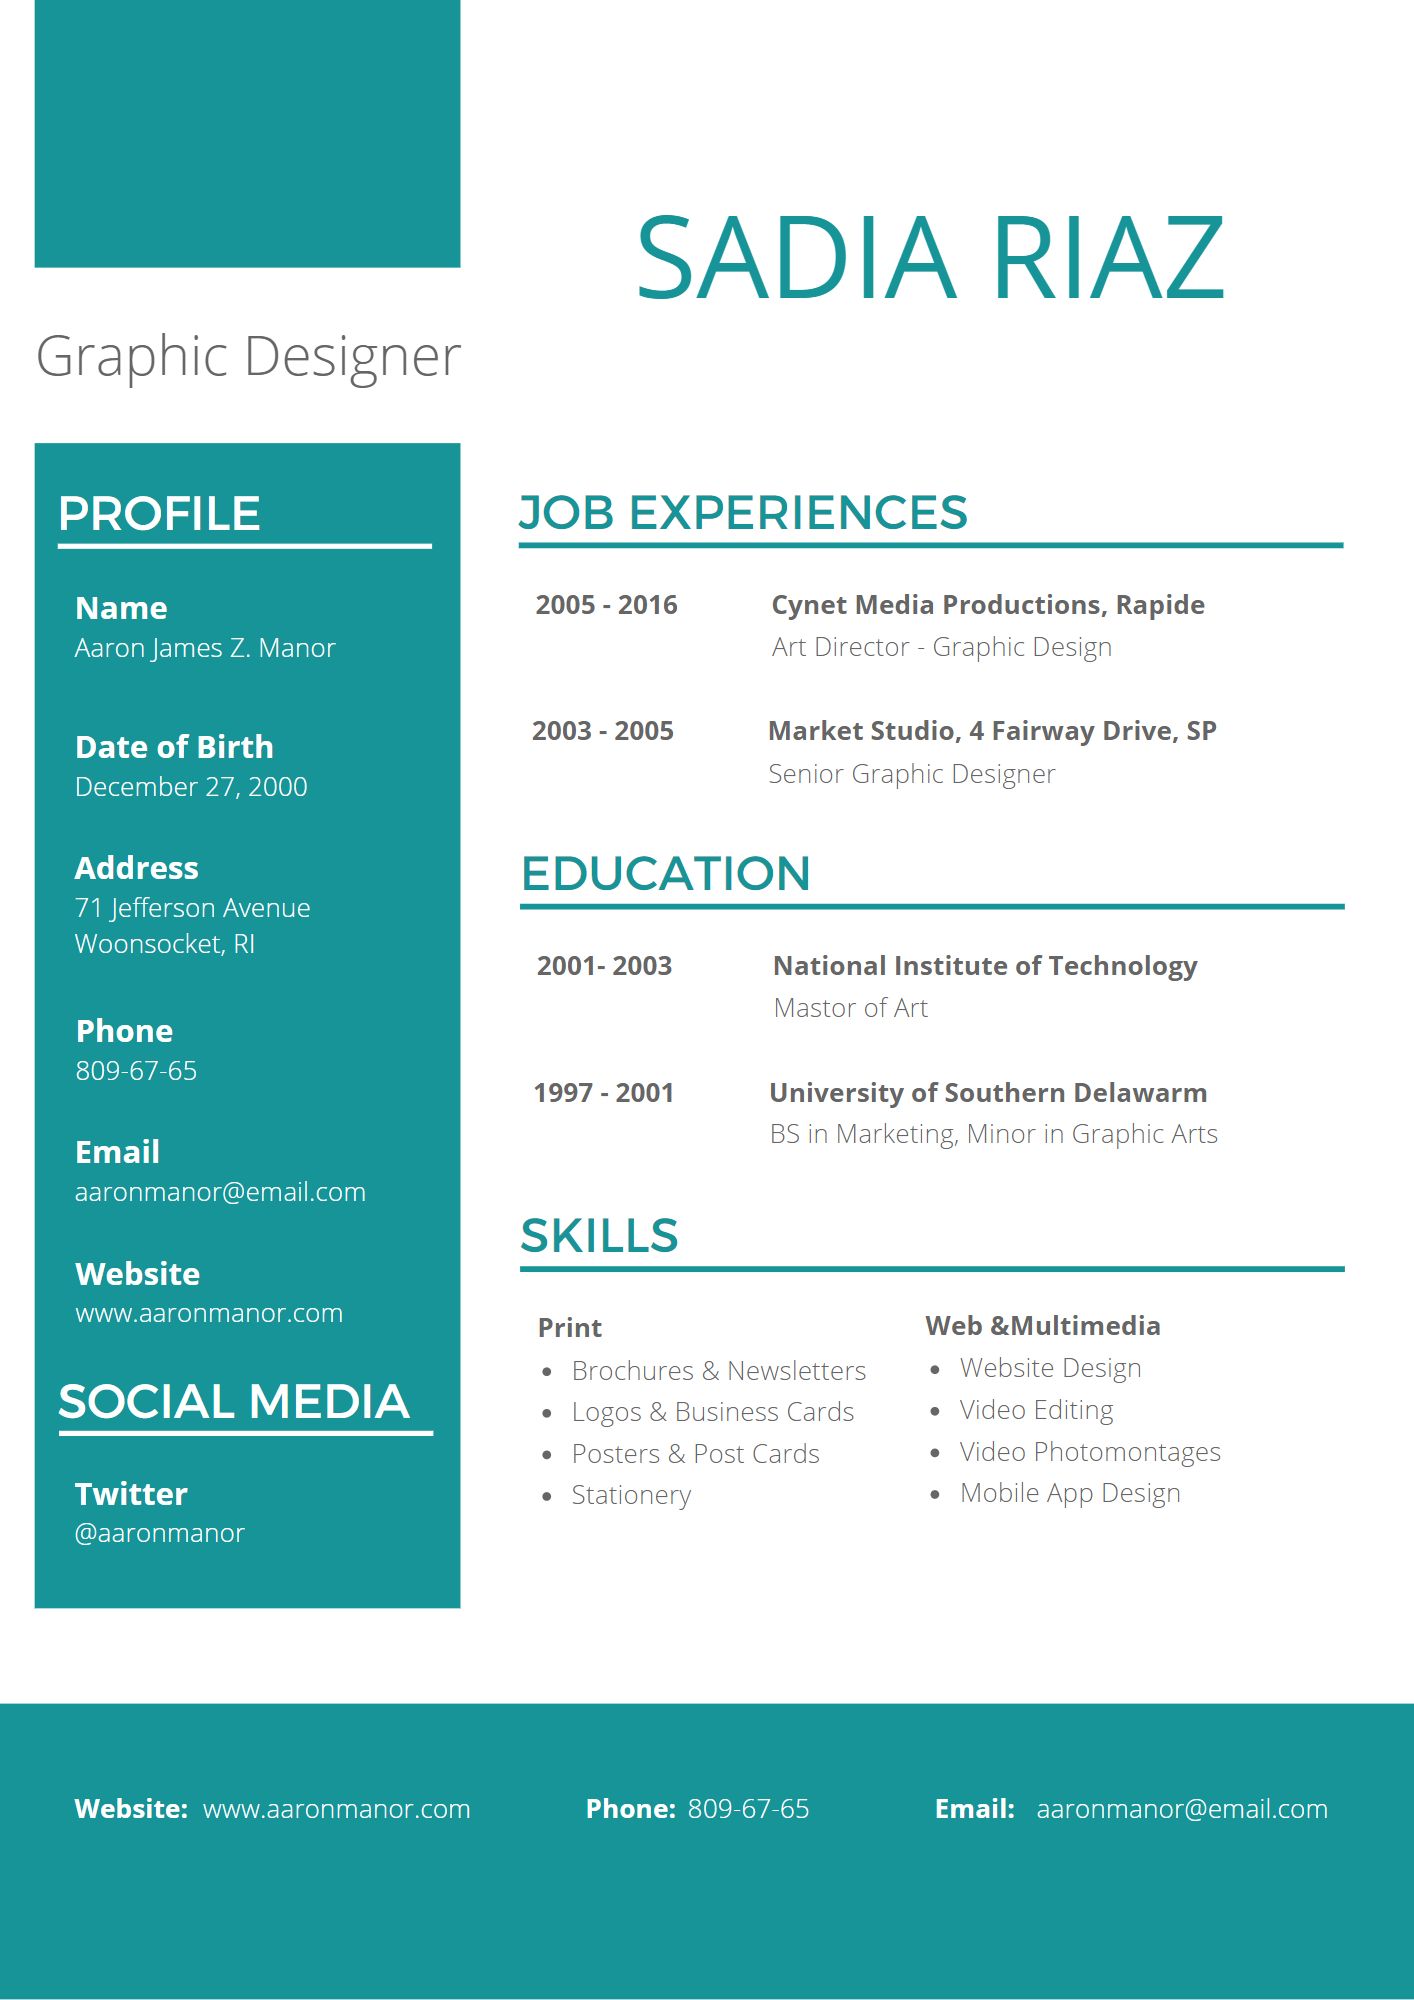 SADIA RIAZ
Graphic Designer
PROFILE
Name
Aaron James Z. Manor
Date of Birth
December 27, 2000
Address
71 Jefferson Avenue
Woonsocket, RI
Phone
809-67-65
Email
aaronmanor@email.com
Website
www.aaronmanor.com
SOCIAL MEDIA
Twitter
@aaronmanor
JOB EXPERIENCES
2005 - 2016 Cynet Media Productions, Rapide
Art Director - Graphic Design
2003 - 2005 Market Studio, 4 Fairway Drive, SP
Senior Graphic Designer
EDUCATION
2001- 2003 National Institute of Technology
Mastor of Art
1997 - 2001 University of Southern Delawarm
BS in Marketing, Minor in Graphic Arts
SKILLS
Print
• Brochures & Newsletters
• Logos & Business Cards
• Posters & Post Cards
• Stationery
Web &Multimedia
• Website Design
• Video Editing
• Video Photomontages
• Mobile App Design
Website: www.aaronmanor.com Phone: 809-67-65 Email: aaronmanor@email.com